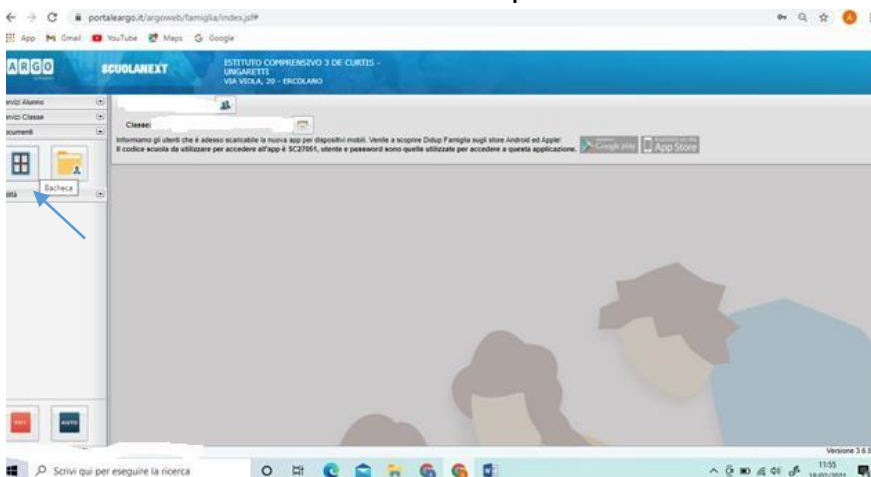 portaleargo.it/argoweb/famiglia/index.jsf#
App Gmail YouTube Maps Google
ARGO
SCUOLANEXT
ISTITUTO COMPRENSIVO 3 DE CURTIS -
UNGARETTI
VIA VIOLA, 20 - ERCOLANO
Alunno
Classe
Classe:
Informiamo gli utenti che è adesso scaricabile la nuova app per dispositivi mobili. Venite a scoprire Didup Famiglia sugli store Android ed Apple!
Il codice scuola da utilizzare per accedere all'app è SC27051, utente e password sono quelle utilizzate per accedere a questa applicazione.
Google play
App Store
Bacheca
Versione 3.6.5
Scrivi qui per eseguire la ricerca
11:55